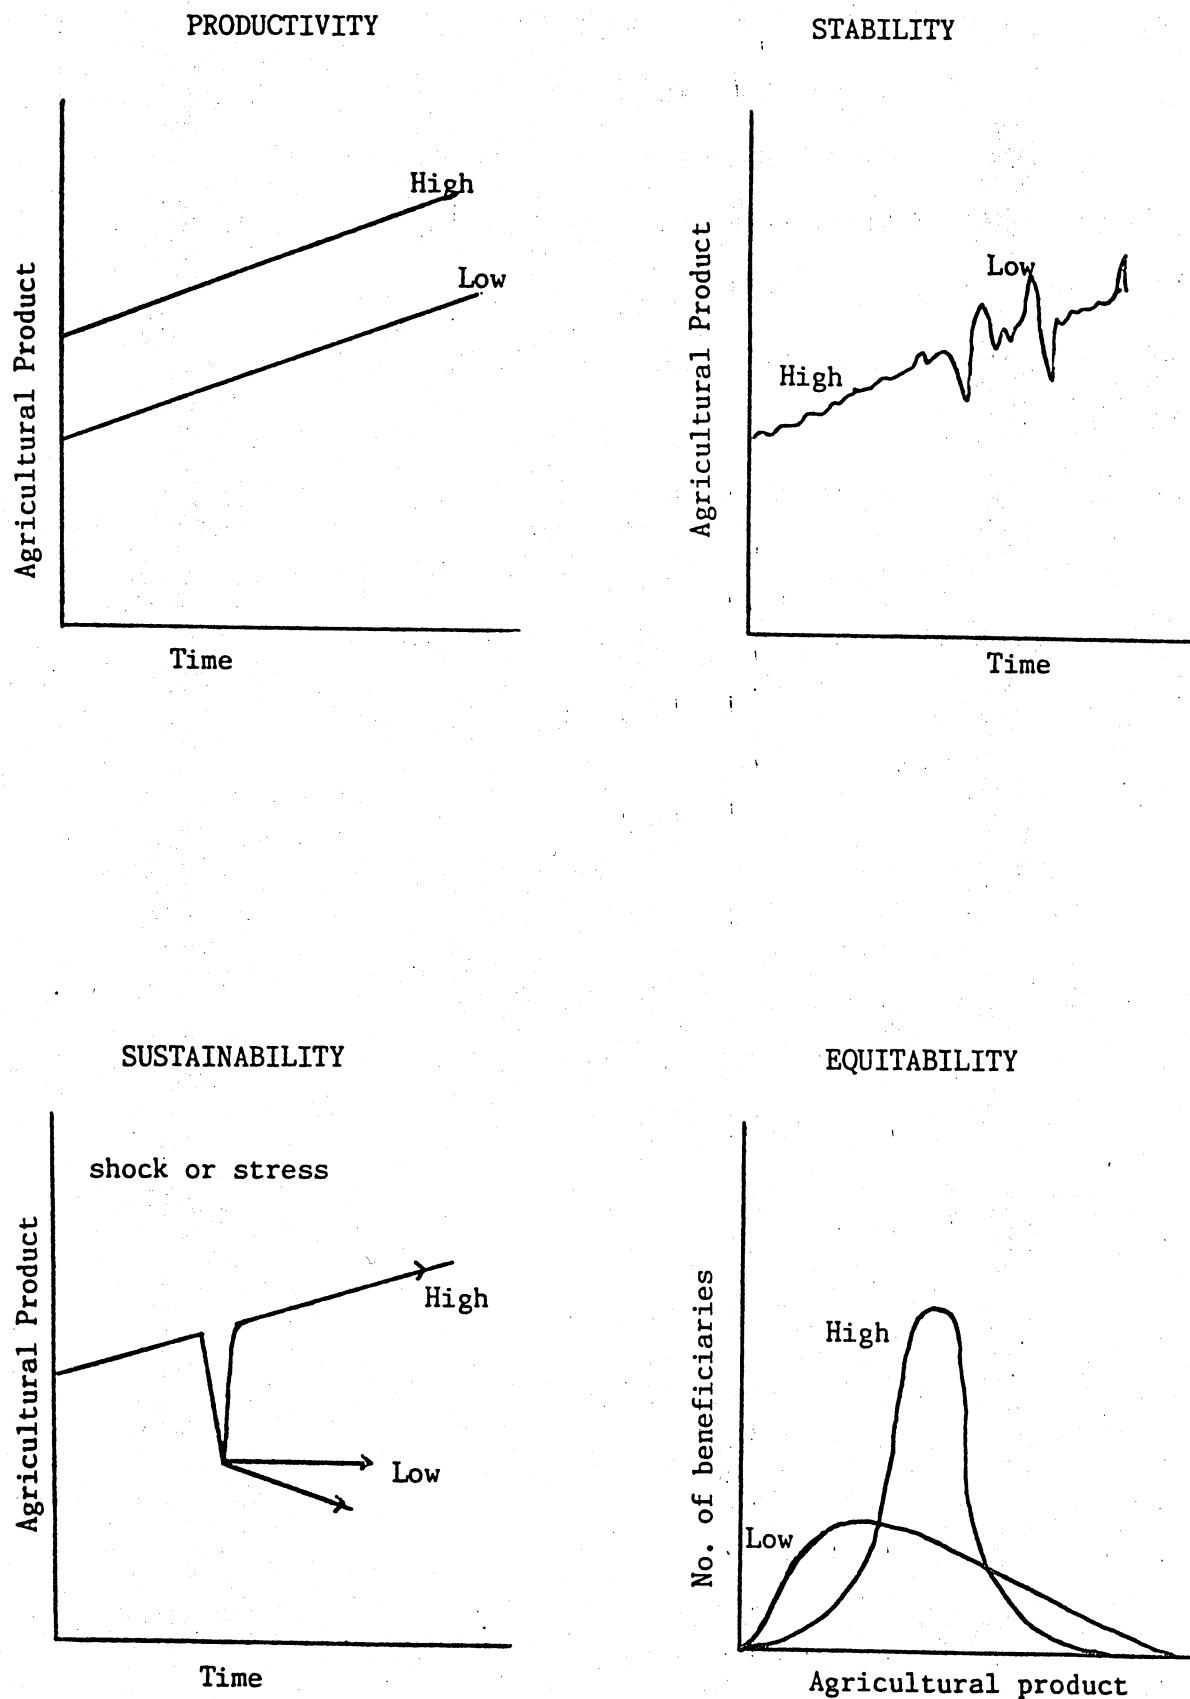 PRODUCTIVITY
High
Low
Agricultural Product
Time
STABILITY
Low
High
Agricultural Product
Time
SUSTAINABILITY
shock or stress
High
Low
Agricultural Product
Time
EQUITABILITY
High
Low
No. of beneficiaries
Agricultural product